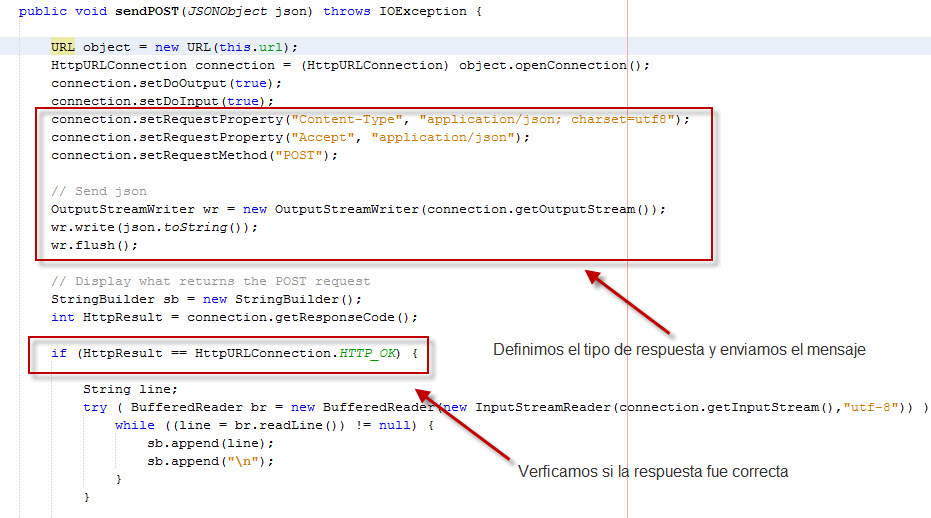 public void sendPOST(JSONObject json) throws IOException {
URL object = new URL(this.url);
HttpURLConnection connection = (HttpURLConnection) object.openConnection();
connection.setDoOutput(true);
connection.setDoInput(true);
connection.setRequestProperty("Content-Type", "application/json; charset=utf8");
connection.setRequestProperty("Accept", "application/json");
connection.setRequestMethod("POST");
// Send json
OutputStreamWriter wr = new OutputStreamWriter(connection.getOutputStream());
wr.write(json.toString());
wr.flush();
// Display what returns the POST request
StringBuilder sb = new StringBuilder();
int HttpResult = connection.getResponseCode();
Definimos el tipo de respuesta y enviamos el mensaje
if (HttpResult == HttpURLConnection.HTTP_OK) {
String line;
try ( BufferedReader br = new BufferedReader(new InputStreamReader(connection.getInputStream(),"utf-8")) )
while ((line = br.readLine()) != null) {
sb.append(line);
sb.append("\n");
Verficamos si la respuesta fue correcta
}
}